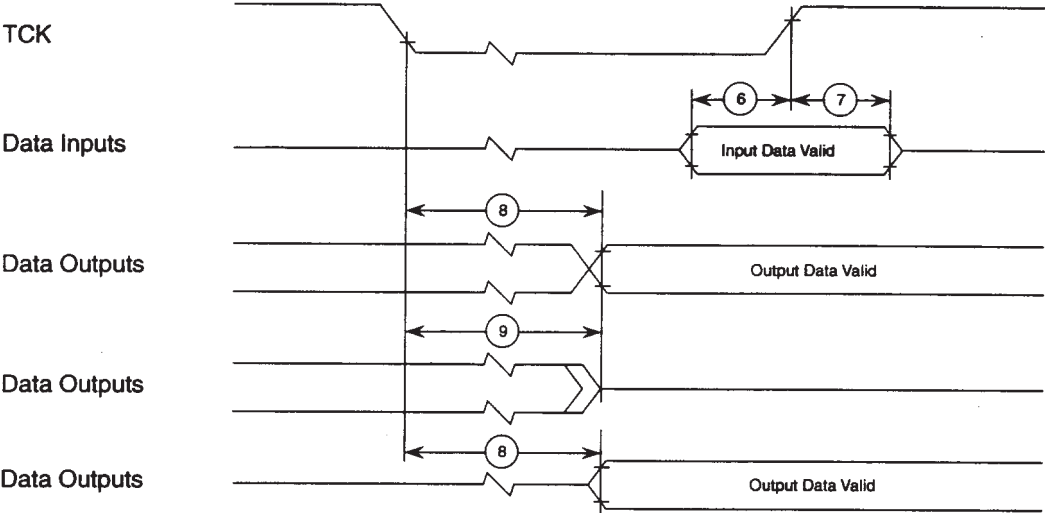 TCK
6
7
Data Inputs
Input Data Valid
8
Data Outputs
Output Data Valid
9
Data Outputs
8
Data Outputs
Output Data Valid